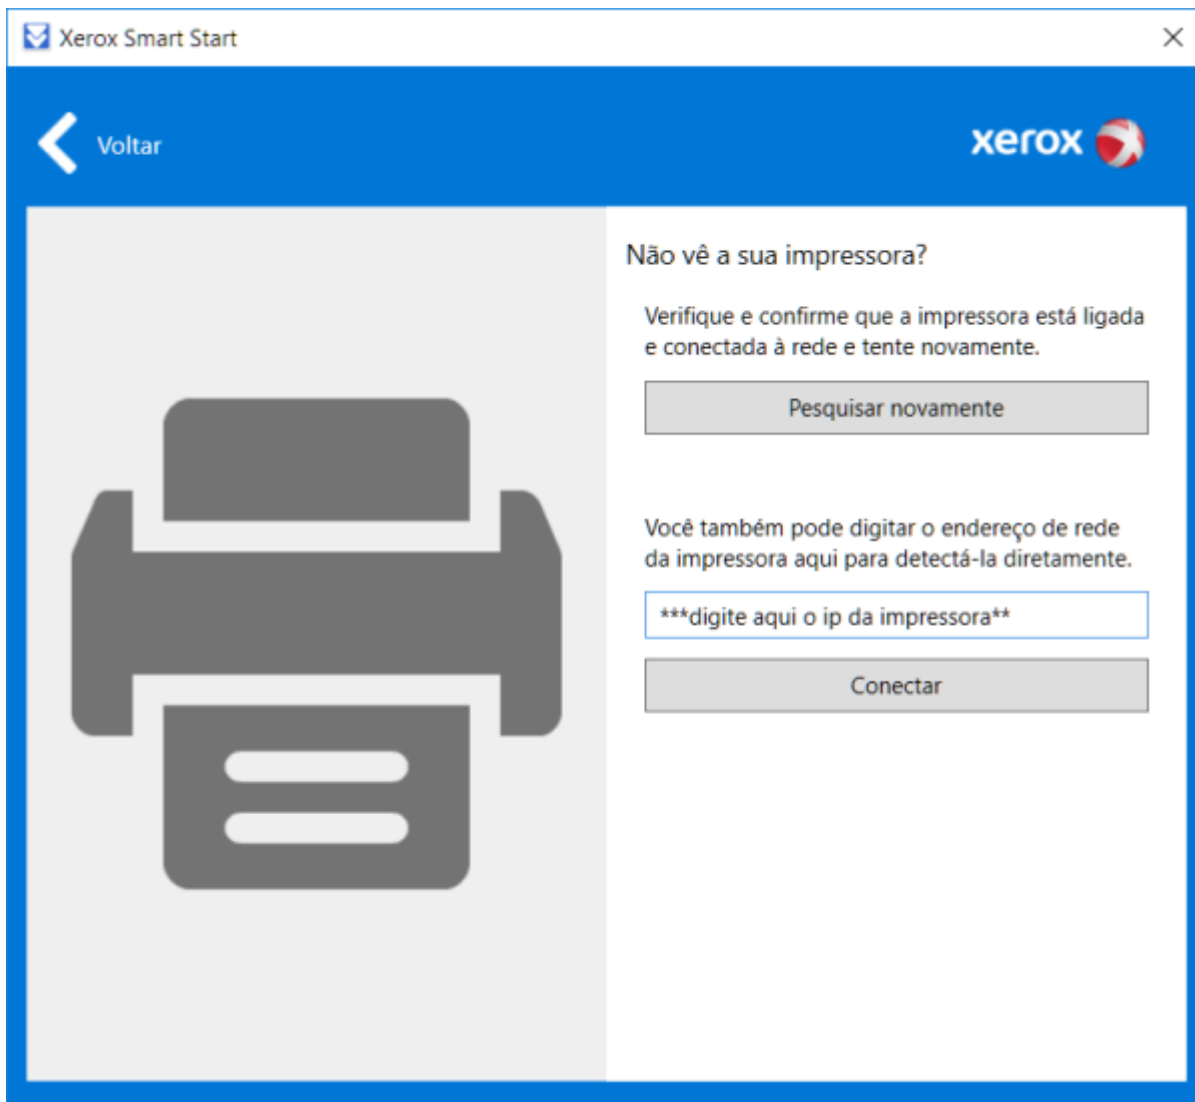 Xerox Smart Start
Voltar
xerox
Não vê a sua impressora?
Verifique e confirme que a impressora está ligada
e conectada à rede e tente novamente.
Pesquisar novamente
Você também pode digitar o endereço de rede
da impressora aqui para detectá-la diretamente.
***digite aqui o ip da impressora**
Conectar